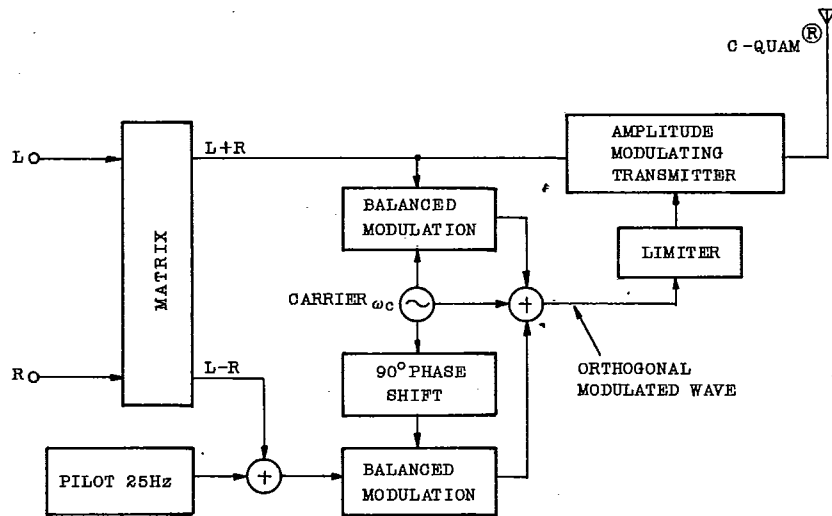 C-QUAM®
L
MATRIX
L+R
AMPLITUDE
MODULATING
TRANSMITTER
BALANCED
MODULATION
LIMITER
CARRIER ωC
R
L-R
90° PHASE
SHIFT
ORTHOGONAL
MODULATED WAVE
PILOT 25Hz
BALANCED
MODULATION